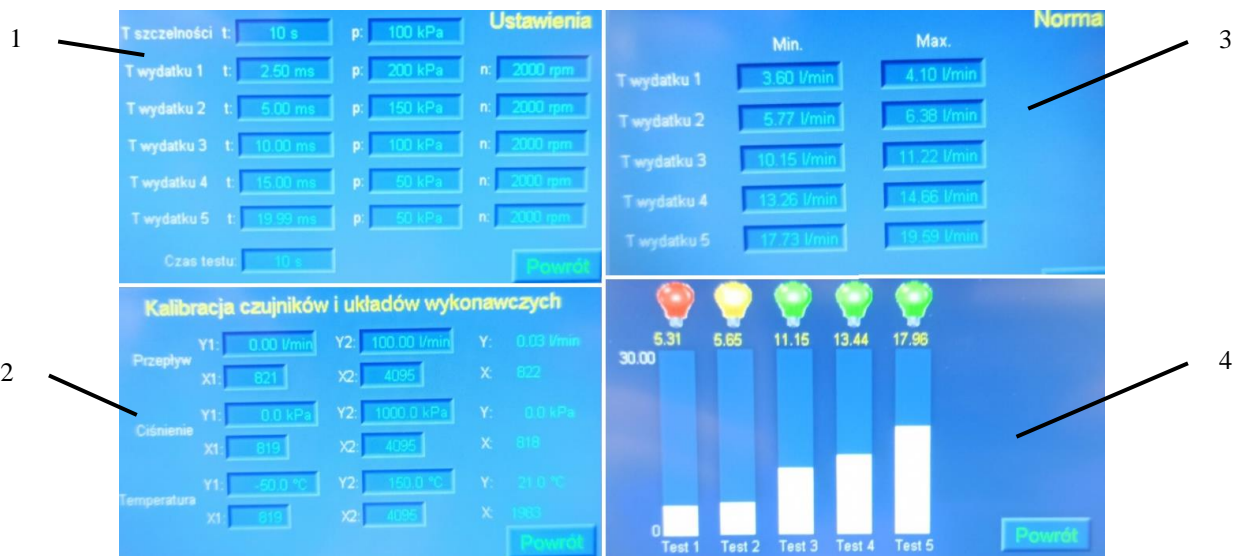 1
Ustawienia
T szczelności t: 10 s p: 100 kPa
T wydatku 1 t: 2.50 ms p: 200 kPa n: 2000 rpm
T wydatku 2 t: 5.00 ms p: 150 kPa n: 2000 rpm
T wydatku 3 t: 10.00 ms p: 100 kPa n: 2000 rpm
T wydatku 4 t: 15.00 ms p: 50 kPa n: 2000 rpm
T wydatku 5 t: 19.99 ms p: 50 kPa n: 2000 rpm
Czas testu: 10 s
Powrót
3
Norma
Min. Max.
T wydatku 1 3.60 l/min 4.10 l/min
T wydatku 2 5.77 l/min 6.38 l/min
T wydatku 3 10.15 l/min 11.22 l/min
T wydatku 4 13.26 l/min 14.66 l/min
T wydatku 5 17.73 l/min 19.59 l/min
2
Kalibracja czujników i układów wykonawczych
Przepływ
Y1: 0.00 l/min Y2: 100.00 l/min Y: 0.03 l/min
X1: 821 X2: 4095 X: 822
Ciśnienie
Y1: 0.0 kPa Y2: 1000.0 kPa Y: 0.0 kPa
X1: 819 X2: 4095 X: 818
Temperatura
Y1: -50.0 °C Y2: 150.0 °C Y: 21.0 °C
X1: 819 X2: 4095 X: 1983
Powrót
4
5.31 5.65 11.15 13.44 17.96
30.00
0
Test 1 Test 2 Test 3 Test 4 Test 5
Powrót